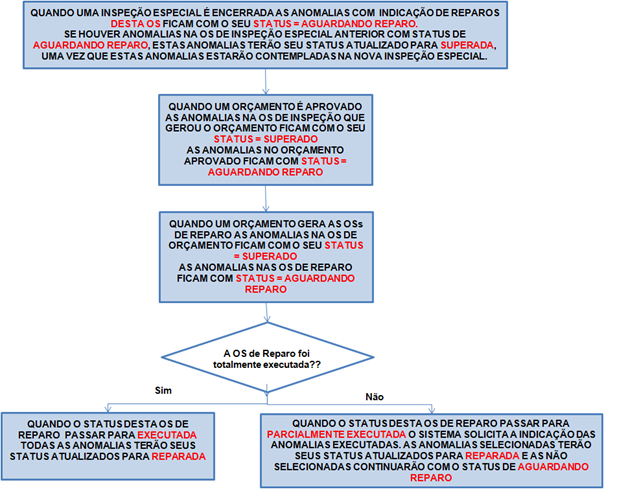 QUANDO UMA INSPEÇÃO ESPECIAL É ENCERRADA AS ANOMALIAS COM INDICAÇÃO DE REPAROS
DESTA OS FICAM COM O SEU STATUS = AGUARDANDO REPARO.
SE HOUVER ANOMALIAS NA OS DE INSPEÇÃO ESPECIAL ANTERIOR COM STATUS DE
AGUARDANDO REPARO, ESTAS ANOMALIAS TERÃO SEU STATUS ATUALIZADO PARA SUPERADA,
UMA VEZ QUE ESTAS ANOMALIAS ESTARÃO CONTEMPLADAS NA NOVA INSPEÇÃO ESPECIAL.
QUANDO UM ORÇAMENTO É APROVADO
AS ANOMALIAS NA OS DE INSPEÇÃO QUE
GEROU O ORÇAMENTO FICAM COM O SEU
STATUS = SUPERADO
AS ANOMALIAS NO ORÇAMENTO
APROVADO FICAM COM STATUS =
AGUARDANDO REPARO
QUANDO UM ORÇAMENTO GERA AS OSs
DE REPARO AS ANOMALIAS NA OS DE
ORÇAMENTO FICAM COM O SEU STATUS
= SUPERADO
AS ANOMALIAS NAS OS DE REPARO
FICAM COM STATUS = AGUARDANDO
REPARO
A OS de Reparo foi
totalmente executada??
Sim
Não
QUANDO O STATUS DESTA OS DE
REPARO PASSAR PARA EXECUTADA
TODAS AS ANOMALIAS TERÃO SEUS
STATUS ATUALIZADOS PARA REPARADA
QUANDO O STATUS DESTA OS DE REPARO PASSAR PARA
PARCIALMENTE EXECUTADA O SISTEMA SOLICITA A INDICAÇÃO DAS
ANOMALIAS EXECUTADAS. AS ANOMALIAS SELECIONADAS TERÃO
SEUS STATUS ATUALIZADOS PARA REPARADA E AS NÃO
SELECIONADAS CONTINUARÃO COM O STATUS DE AGUARDANDO
REPARO